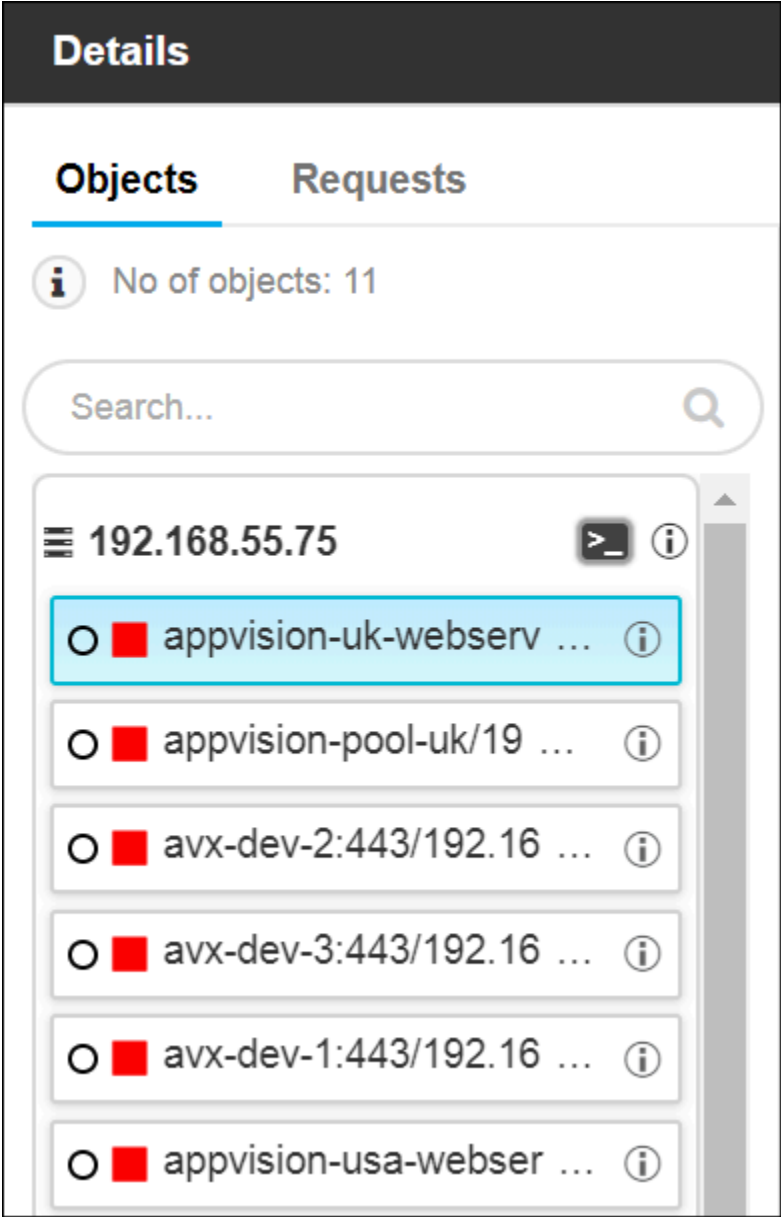 Details
Objects Requests
No of objects: 11
Search...
192.168.55.75
appvision-uk-webserv ...
appvision-pool-uk/19 ...
avx-dev-2:443/192.16 ...
avx-dev-3:443/192.16 ...
avx-dev-1:443/192.16 ...
appvision-usa-webser ...